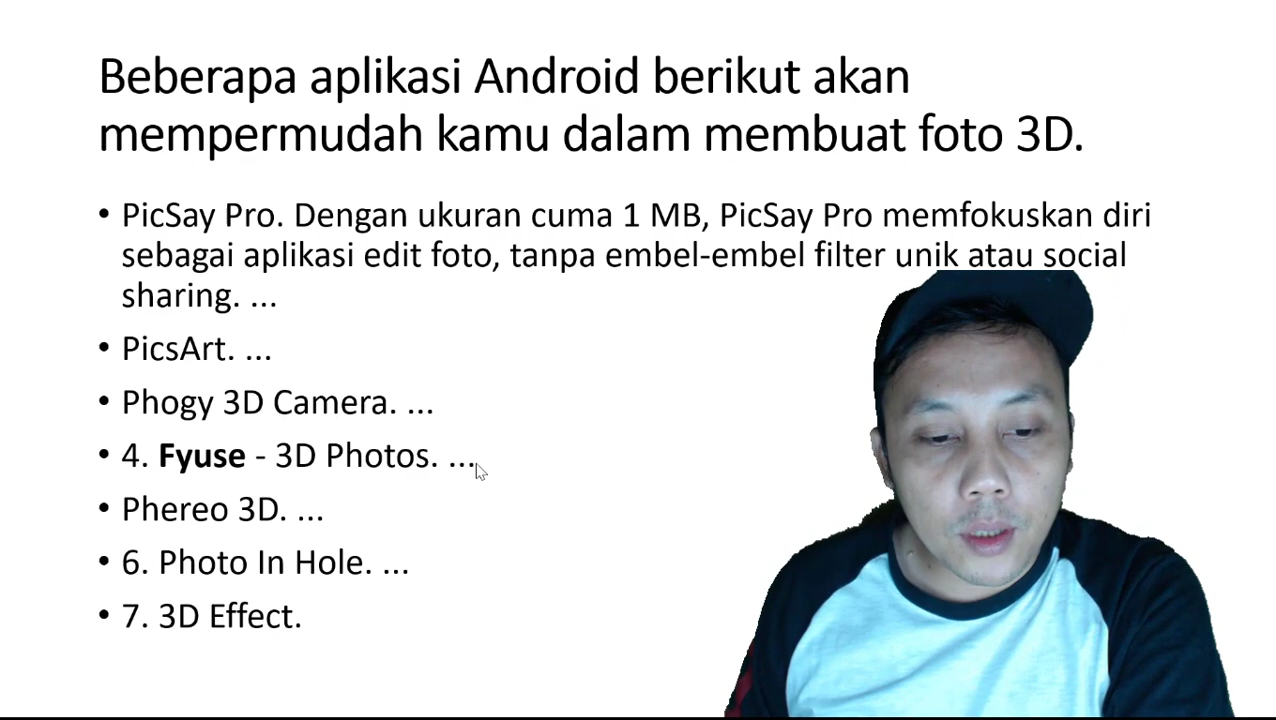 Beberapa aplikasi Android berikut akan
mempermudah kamu dalam membuat foto 3D.
• PicSay Pro. Dengan ukuran cuma 1 MB, PicSay Pro memfokuskan diri
sebagai aplikasi edit foto, tanpa embel-embel filter unik atau social
sharing. ...
• PicsArt. ...
• Phogy 3D Camera. ...
• 4. Fyuse - 3D Photos. ...
• Phereo 3D. ...
• 6. Photo In Hole. ...
• 7. 3D Effect.